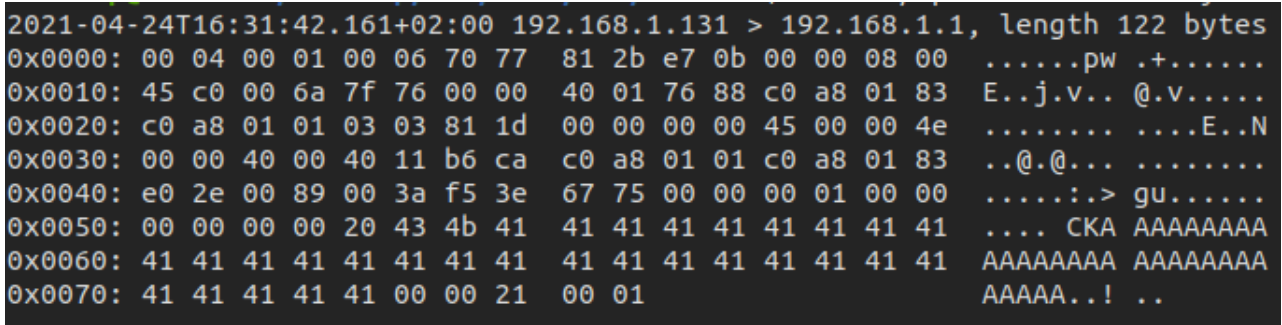 2021-04-24T16:31:42.161+02:00 192.168.1.131 > 192.168.1.1, length 122 bytes
0x0000: 00 04 00 01 00 06 70 77  81 2b e7 0b 00 00 08 00  ......pw .+......
0x0010: 45 c0 00 6a 7f 76 00 00  40 01 76 88 c0 a8 01 83  E..j.v.. @.v.....
0x0020: c0 a8 01 01 03 03 81 1d  00 00 00 00 45 00 00 4e  ........ ....E..N
0x0030: 00 00 40 00 40 11 b6 ca  c0 a8 01 01 c0 a8 01 83  ..@.@... ........
0x0040: e0 2e 00 89 00 3a f5 3e  67 75 00 00 00 01 00 00  .....:.> gu......
0x0050: 00 00 00 00 20 43 4b 41  41 41 41 41 41 41 41 41  .... CKA AAAAAAAA
0x0060: 41 41 41 41 41 41 41 41  41 41 41 41 41 41 41 41  AAAAAAAA AAAAAAAA
0x0070: 41 41 41 41 41 00 00 21  00 01  AAAAA..! ..